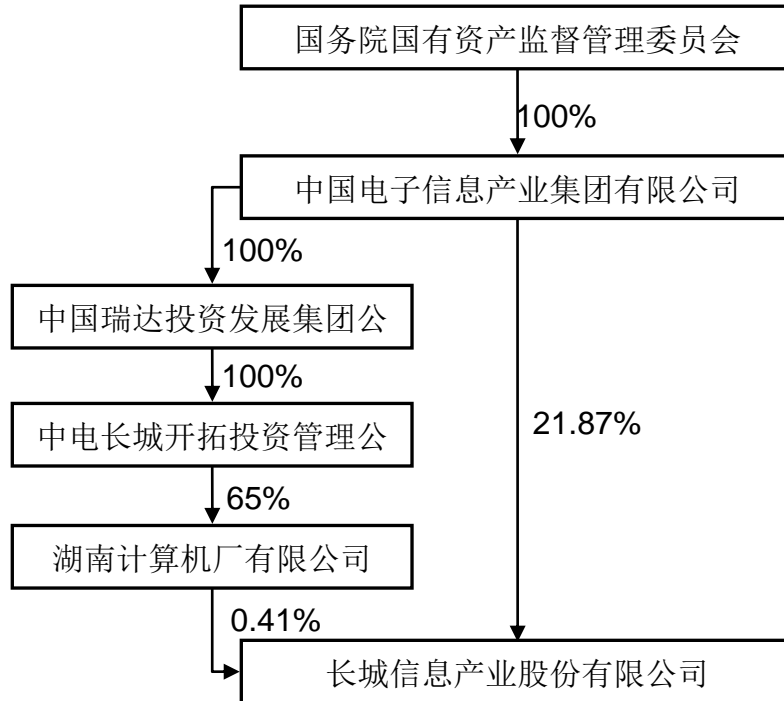 国务院国有资产监督管理委员会
100%
中国电子信息产业集团有限公司
100%
中国瑞达投资发展集团公
100%
中电长城开拓投资管理公
21.87%
65%
湖南计算机厂有限公司
0.41%
长城信息产业股份有限公司